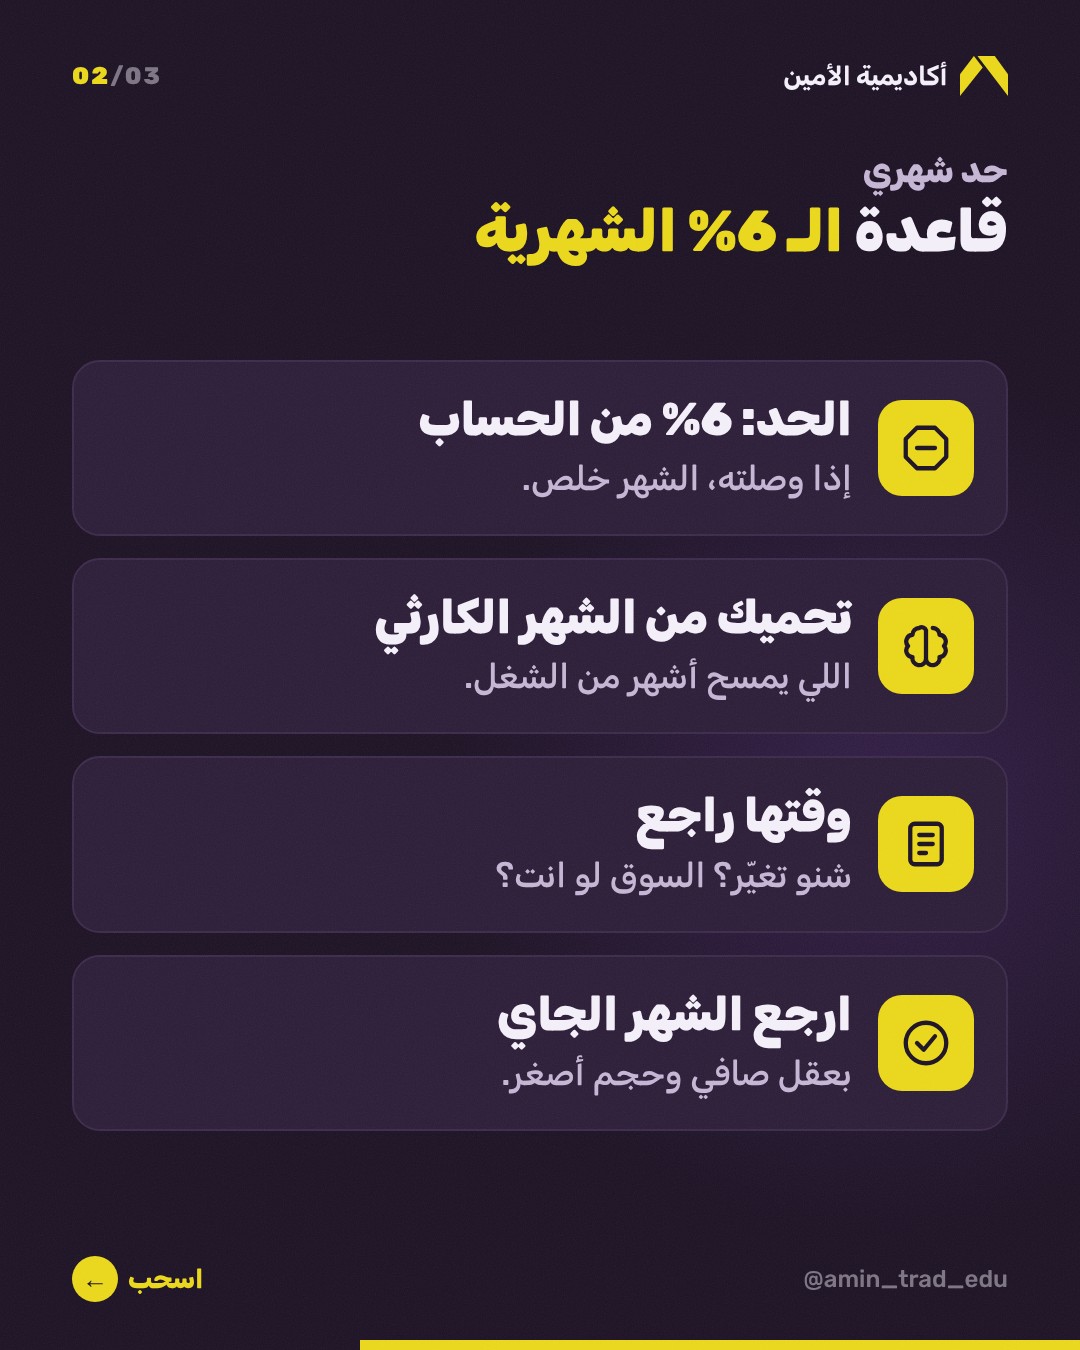 أكاديمية الأمين
02/03
حد شهري
قاعدة الـ 6% الشهرية
الحد: 6% من الحساب
إذا وصلته، الشهر خلص.
تحميك من الشهر الكارثي
اللي يمسح أشهر من الشغل.
وقتها راجع
شنو تغيّر؟ السوق لو انت؟
ارجع الشهر الجاي
بعقل صافي وحجم أصغر.
@amin_trad_edu
اسحب ←